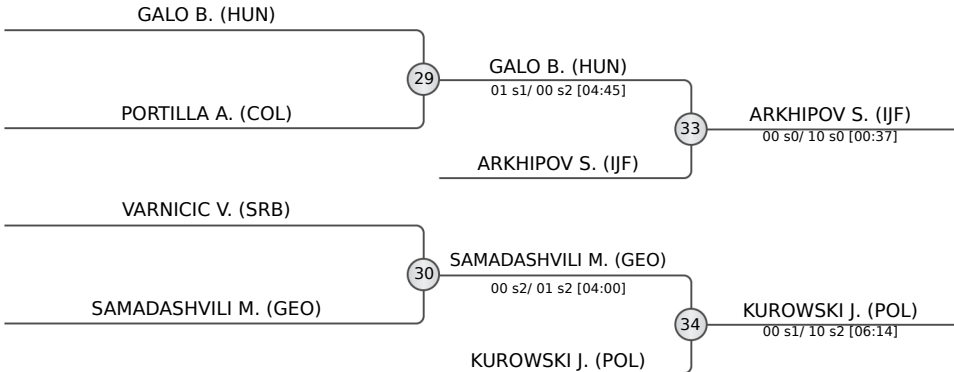 GALO B. (HUN)
29
GALO B. (HUN)
01 s1/ 00 s2 [04:45]
PORTILLA A. (COL)
33
ARKHIPOV S. (IJF)
00 s0/ 10 s0 [00:37]
ARKHIPOV S. (IJF)
VARNICIC V. (SRB)
30
SAMADASHVILI M. (GEO)
00 s2/ 01 s2 [04:00]
SAMADASHVILI M. (GEO)
34
KUROWSKI J. (POL)
00 s1/ 10 s2 [06:14]
KUROWSKI J. (POL)